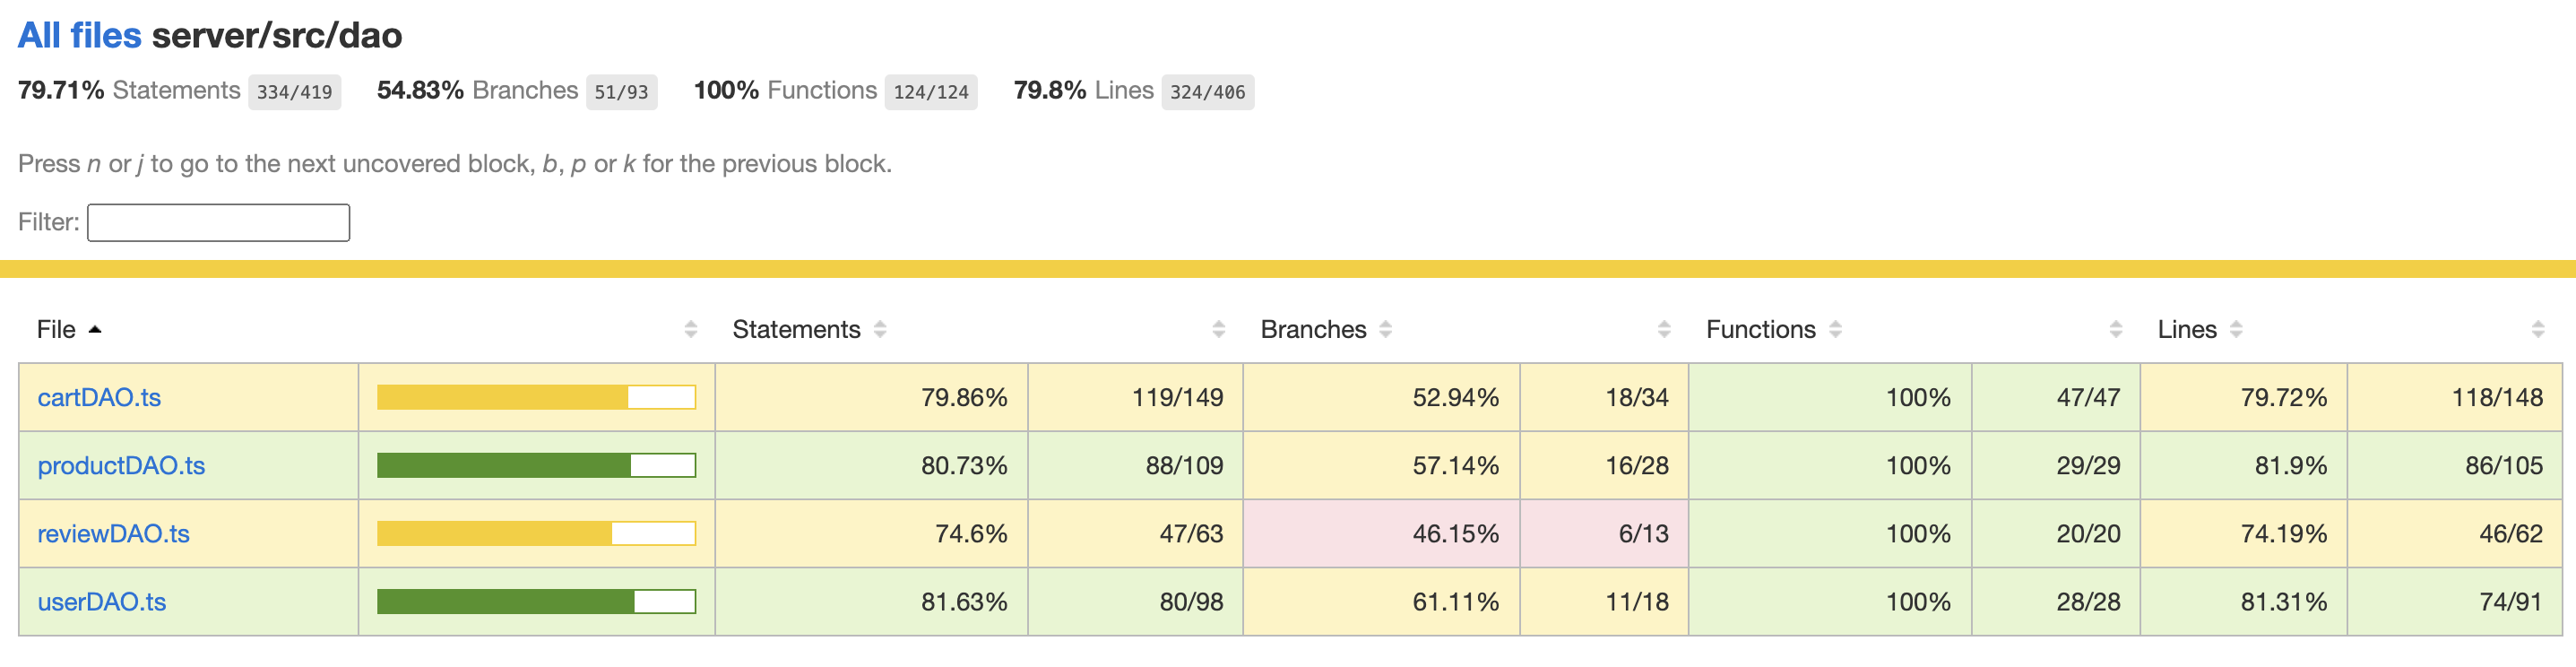 All files server/src/dao
79.71% Statements 334/419 54.83% Branches 51/93 100% Functions 124/124 79.8% Lines 324/406
Press n or j to go to the next uncovered block, b, p or k for the previous block.
Filter:
File Statements Branches Functions Lines
cartDAO.ts 79.86% 119/149 52.94% 18/34 100% 47/47 79.72% 118/148
productDAO.ts 80.73% 88/109 57.14% 16/28 100% 29/29 81.9% 86/105
reviewDAO.ts 74.6% 47/63 46.15% 6/13 100% 20/20 74.19% 46/62
userDAO.ts 81.63% 80/98 61.11% 11/18 100% 28/28 81.31% 74/91